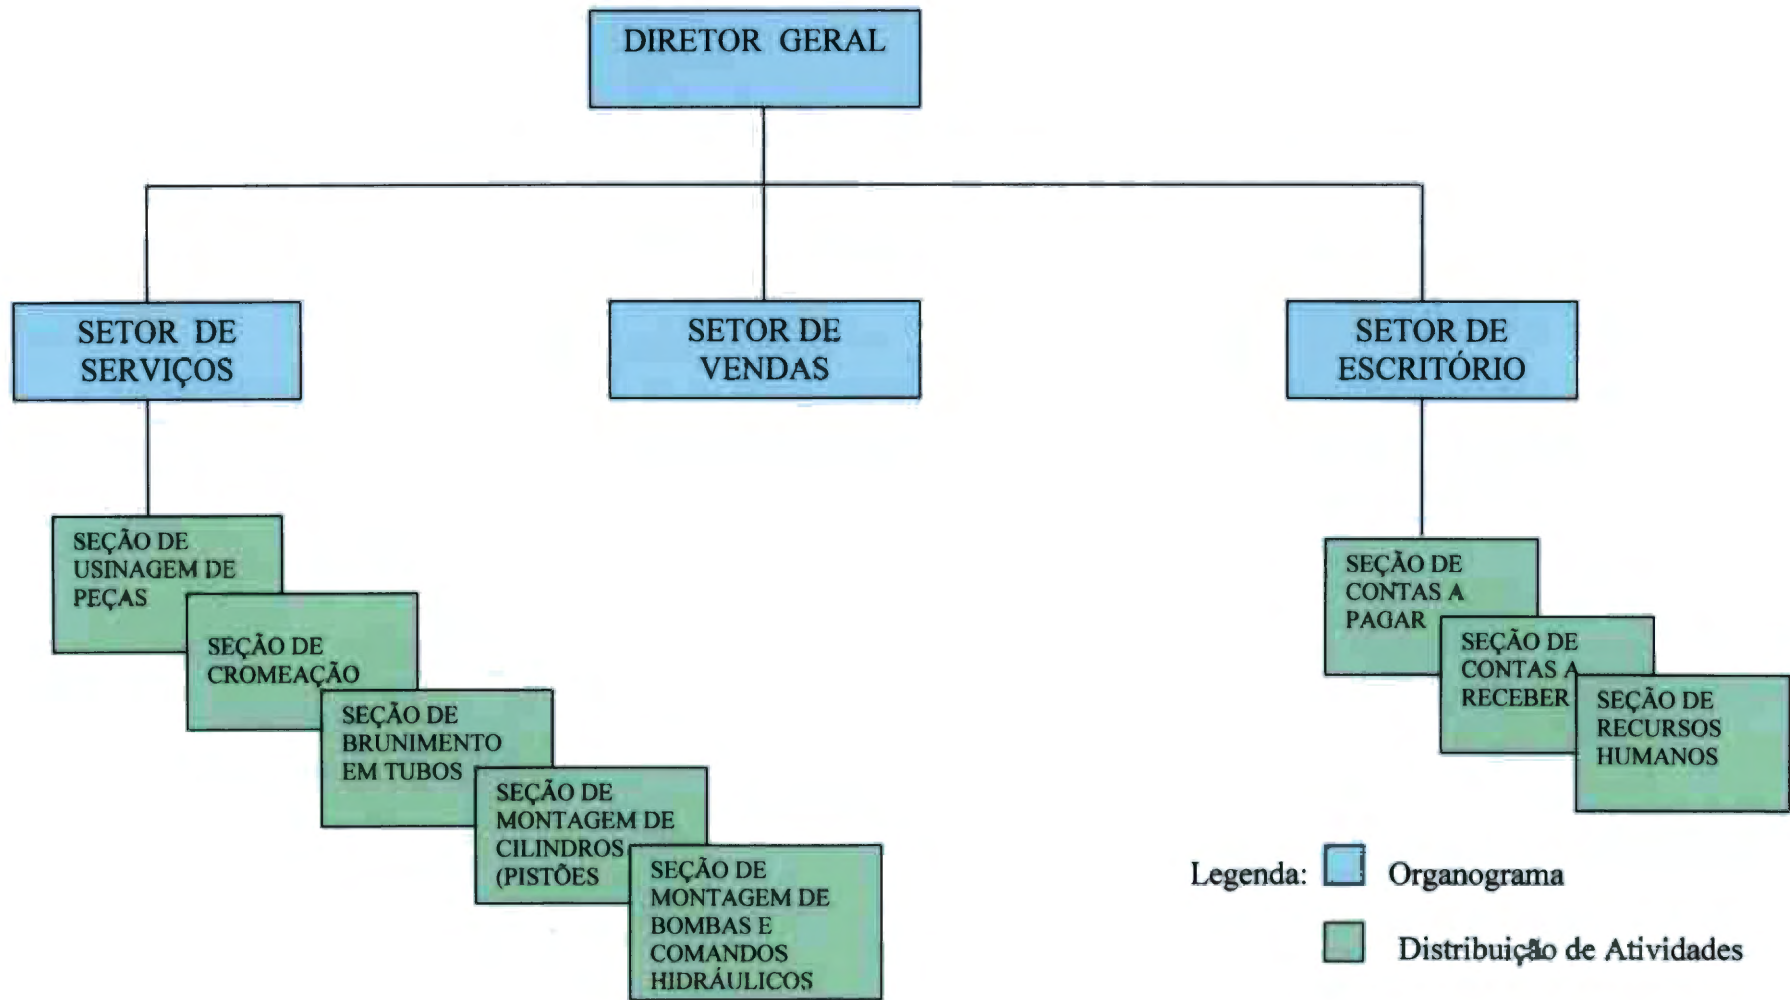 DIRETOR GERAL
SETOR DE
SERVIÇOS
SETOR DE
VENDAS
SETOR DE
ESCRITÓRIO
SEÇÃO DE
USINAGEM DE
PEÇAS
SEÇÃO DE
CROMEAÇÃO
SEÇÃO DE
BRUNIMENTO
EM TUBOS
SEÇÃO DE
MONTAGEM DE
CILINDROS
(PISTÕES
SEÇÃO DE
MONTAGEM DE
BOMBAS E
COMANDOS
HIDRÁULICOS
SEÇÃO DE
CONTAS A
PAGAR
SEÇÃO DE
CONTAS A
RECEBER
SEÇÃO DE
RECURSOS
HUMANOS
Legenda: Organograma
Distribuição de Atividades